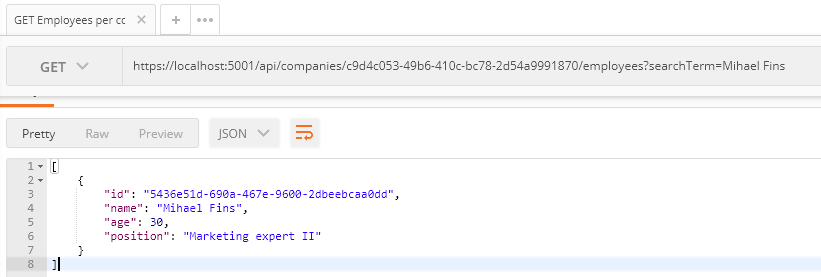 GET Employees per co
GET https://localhost:5001/api/companies/c9d4c053-49b6-410c-bc78-2d54a9991870/employees?searchTerm=Mihael Fins
Pretty Raw Preview JSON
1 [
2 {
3 "id": "5436e51d-690a-467e-9600-2dbeebcaa0dd",
4 "name": "Mihael Fins",
5 "age": 30,
6 "position": "Marketing expert II"
7 }
8 ]